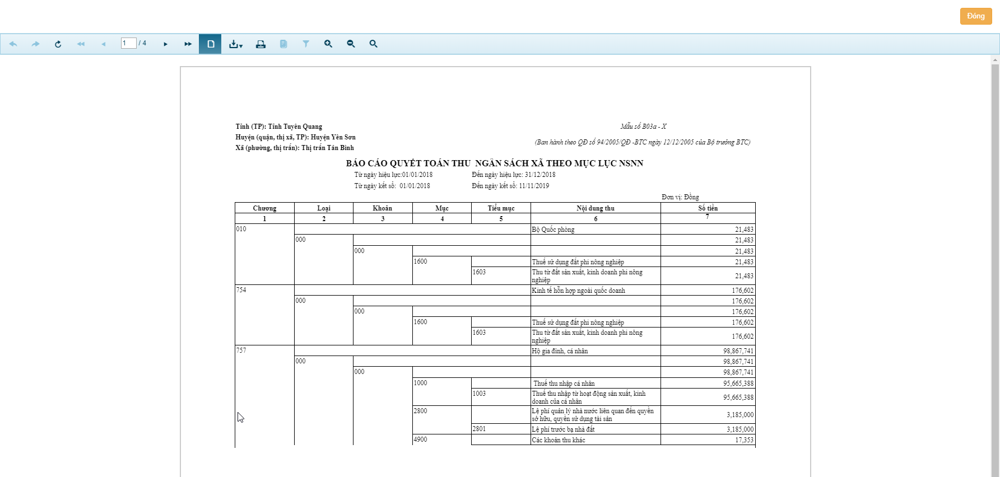 Đóng
1 / 4
Tỉnh (TP): Tỉnh Tuyên Quang
Mẫu số B03a - X
Huyện (quận, thị xã, TP): Huyện Yên Sơn
(Ban hành theo QĐ số 94/2005/QĐ -BTC ngày 12/12/2005 của Bộ trưởng BTC)
Xã (phường, thị trấn): Thị trấn Tân Bình
BÁO CÁO QUYẾT TOÁN THU NGÂN SÁCH XÃ THEO MỤC LỤC NSNN
Từ ngày hiệu lực:01/01/2018 Đến ngày hiệu lực: 31/12/2018
Từ ngày kết sổ: 01/01/2018 Đến ngày kết sổ: 11/11/2019
Đơn vị: Đồng
Chương Loại Khoản Mục Tiểu mục Nội dung thu Số tiền
1 2 3 4 5 6 7
010 Bộ Quốc phòng 21,483
000 21,483
000 21,483
1600 Thuế sử dụng đất phi nông nghiệp 21,483
1603 Thu từ đất sản xuất, kinh doanh phi nông
nghiệp 21,483
754 Kinh tế hỗn hợp ngoài quốc doanh 176,602
000 176,602
000 176,602
1600 Thuế sử dụng đất phi nông nghiệp 176,602
1603 Thu từ đất sản xuất, kinh doanh phi nông
nghiệp 176,602
757 Hộ gia đình, cá nhân 98,867,741
000 98,867,741
000 98,867,741
1000 Thuế thu nhập cá nhân 95,665,388
1003 Thuế thu nhập từ hoạt động sản xuất, kinh
doanh của cá nhân 95,665,388
2800 Lệ phí quản lý nhà nước liên quan đến quyền
sở hữu, quyền sử dụng tài sản 3,185,000
2801 Lệ phí trước bạ nhà đất 3,185,000
4900 Các khoản thu khác 17,353